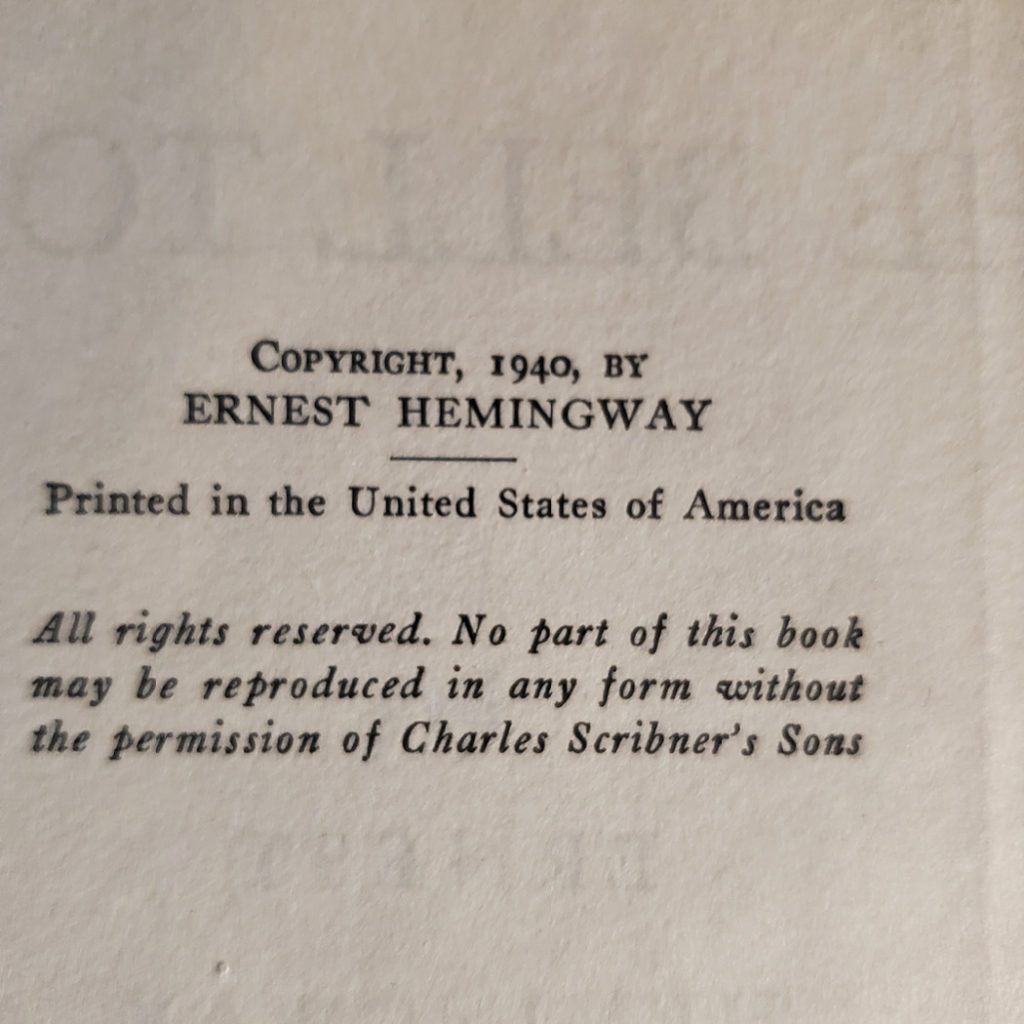 COPYRIGHT, 1940, BY
ERNEST HEMINGWAY
Printed in the United States of America
All rights reserved. No part of this book
may be reproduced in any form without
the permission of Charles Scribner's Sons